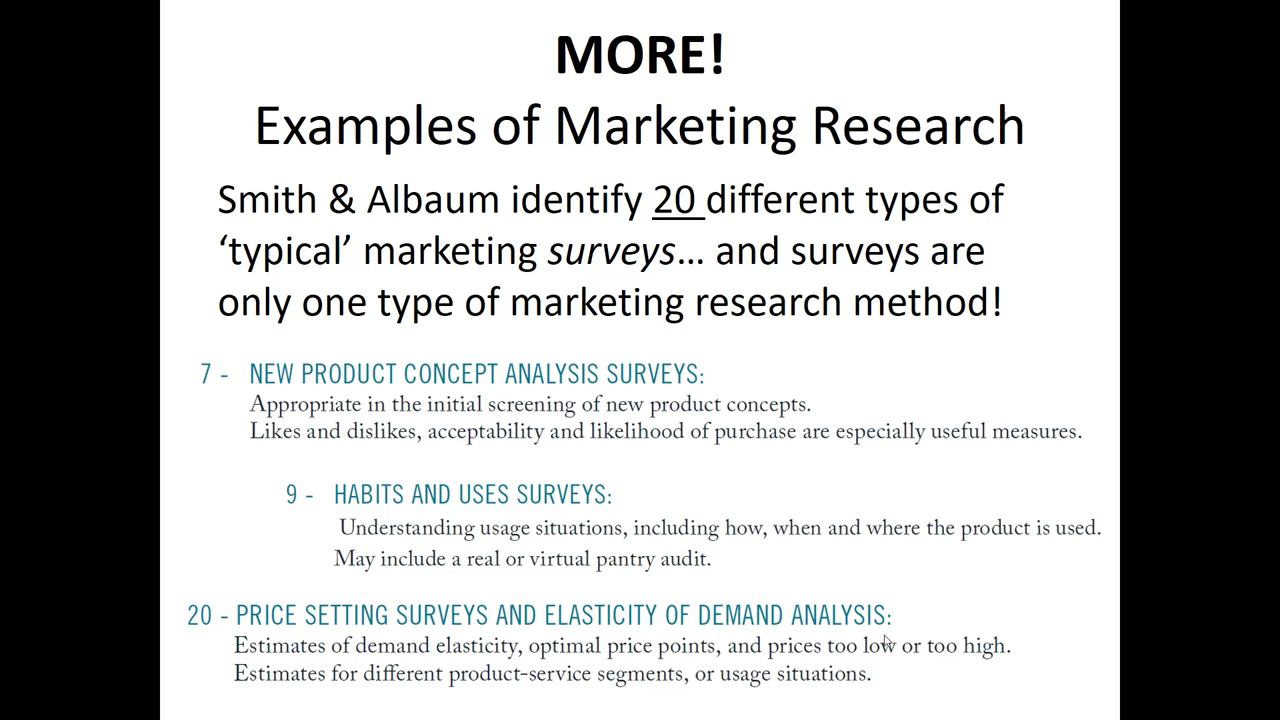 MORE!
Examples of Marketing Research
Smith & Albaum identify 20 different types of
‘typical’ marketing surveys… and surveys are
only one type of marketing research method!
7 - NEW PRODUCT CONCEPT ANALYSIS SURVEYS:
Appropriate in the initial screening of new product concepts.
Likes and dislikes, acceptability and likelihood of purchase are especially useful measures.
9 - HABITS AND USES SURVEYS:
Understanding usage situations, including how, when and where the product is used.
May include a real or virtual pantry audit.
20 - PRICE SETTING SURVEYS AND ELASTICITY OF DEMAND ANALYSIS:
Estimates of demand elasticity, optimal price points, and prices too low or too high.
Estimates for different product-service segments, or usage situations.